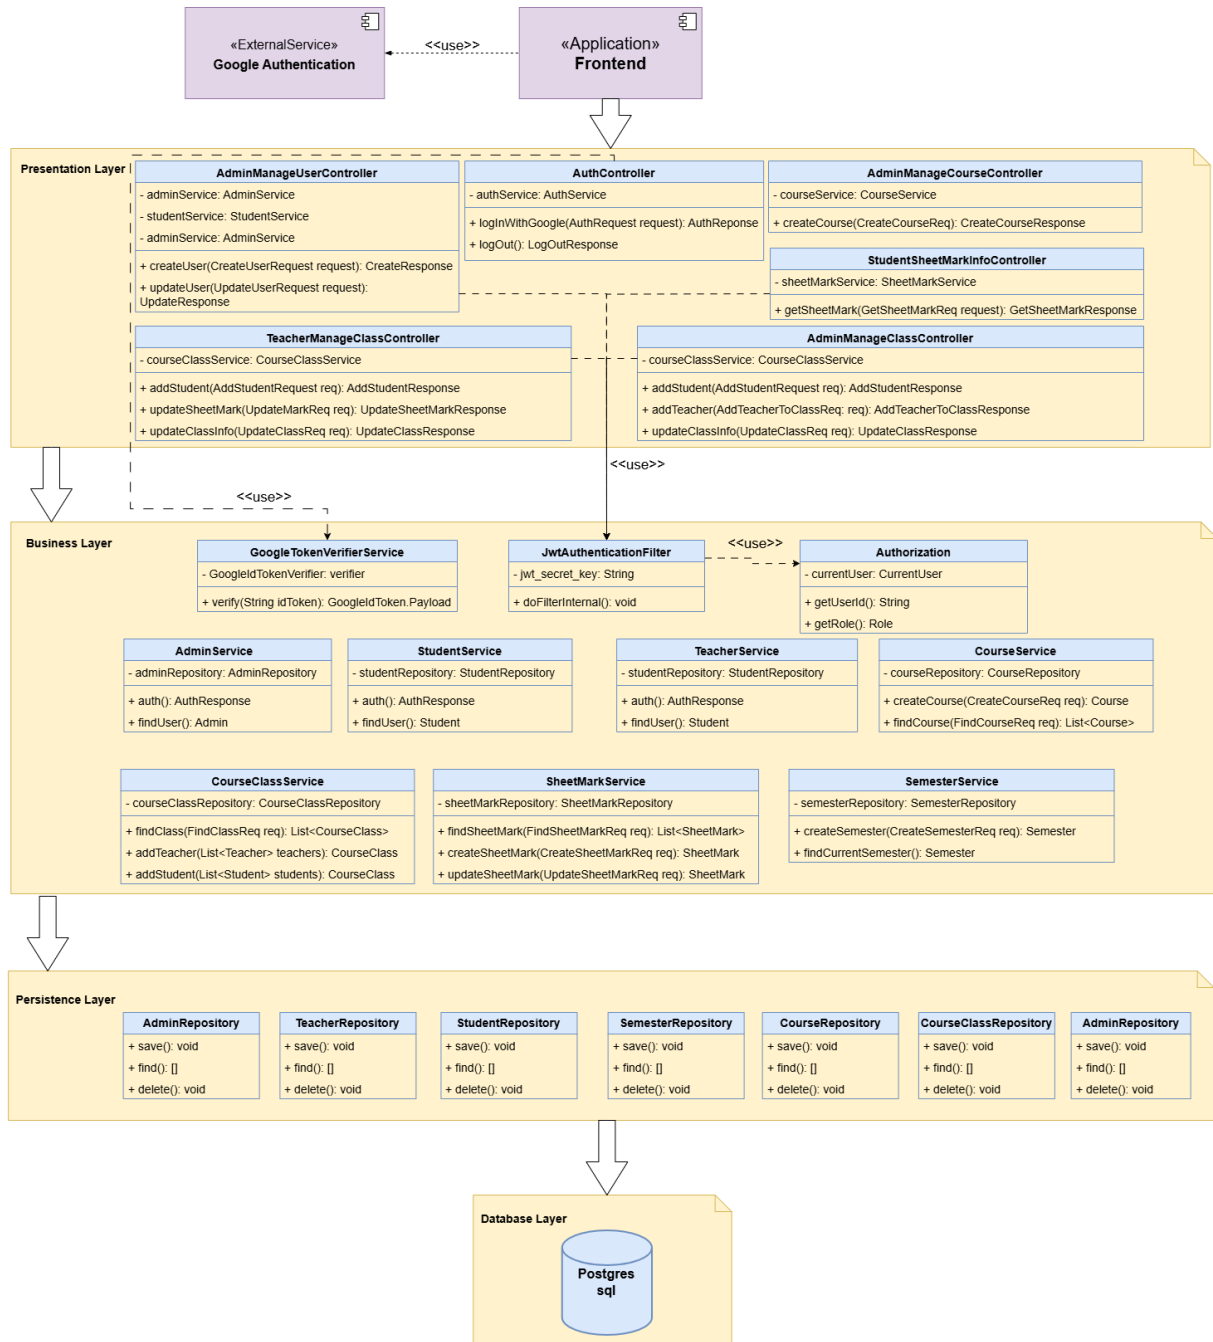 «ExternalService»
Google Authentication
<<use>>
«Application»
Frontend
Presentation Layer
AdminManageUserController
- adminService: AdminService
- studentService: StudentService
- adminService: AdminService
+ createUser(CreateUserRequest request): CreateResponse
+ updateUser(UpdateUserRequest request):
UpdateResponse
AuthController
- authService: AuthService
+ logInWithGoogle(AuthRequest request): AuthReponse
+ logOut(): LogOutResponse
AdminManageCourseController
- courseService: CourseService
+ createCourse(CreateCourseReq): CreateCourseResponse
StudentSheetMarkInfoController
- sheetMarkService: SheetMarkService
+ getSheetMark(GetSheetMarkReq request): GetSheetMarkResponse
TeacherManageClassController
- courseClassService: CourseClassService
+ addStudent(AddStudentRequest req): AddStudentResponse
+ updateSheetMark(UpdateMarkReq req): UpdateSheetMarkResponse
+ updateClassInfo(UpdateClassReq req): UpdateClassResponse
AdminManageClassController
- courseClassService: CourseClassService
+ addStudent(AddStudentRequest req): AddStudentResponse
+ addTeacher(AddTeacherToClassReq: req): AddTeacherToClassResponse
+ updateClassInfo(UpdateClassReq req): UpdateClassResponse
<<use>>
<<use>>
Business Layer
GoogleTokenVerifierService
- GoogleIdTokenVerifier: verifier
+ verify(String idToken): GoogleIdToken.Payload
JwtAuthenticationFilter
- jwt_secret_key: String
+ doFilterInternal(): void
<<use>>
Authorization
- currentUser: CurrentUser
+ getUserId(): String
+ getRole(): Role
AdminService
- adminRepository: AdminRepository
+ auth(): AuthResponse
+ findUser(): Admin
StudentService
- studentRepository: StudentRepository
+ auth(): AuthResponse
+ findUser(): Student
TeacherService
- studentRepository: StudentRepository
+ auth(): AuthResponse
+ findUser(): Student
CourseService
- courseRepository: CourseRepository
+ createCourse(CreateCourseReq req): Course
+ findCourse(FindCourseReq req): List<Course>
CourseClassService
- courseClassRepository: CourseClassRepository
+ findClass(FindClassReq req): List<CourseClass>
+ addTeacher(List<Teacher> teachers): CourseClass
+ addStudent(List<Student> students): CourseClass
SheetMarkService
- sheetMarkRepository: SheetMarkRepository
+ findSheetMark(FindSheetMarkReq req): List<SheetMark>
+ createSheetMark(CreateSheetMarkReq req): SheetMark
+ updateSheetMark(UpdateSheetMarkReq req): SheetMark
SemesterService
- semesterRepository: SemesterRepository
+ createSemester(CreateSemesterReq req): Semester
+ findCurrentSemester(): Semester
Persistence Layer
AdminRepository
+ save(): void
+ find(): []
+ delete(): void
TeacherRepository
+ save(): void
+ find(): []
+ delete(): void
StudentRepository
+ save(): void
+ find(): []
+ delete(): void
SemesterRepository
+ save(): void
+ find(): []
+ delete(): void
CourseRepository
+ save(): void
+ find(): []
+ delete(): void
CourseClassRepository
+ save(): void
+ find(): []
+ delete(): void
AdminRepository
+ save(): void
+ find(): []
+ delete(): void
Database Layer
Postgres
sql